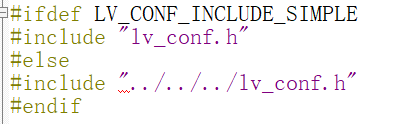 #ifdef LV_CONF_INCLUDE_SIMPLE
#include "lv_conf.h"
#else
#include "../../../lv_conf.h"
#endif